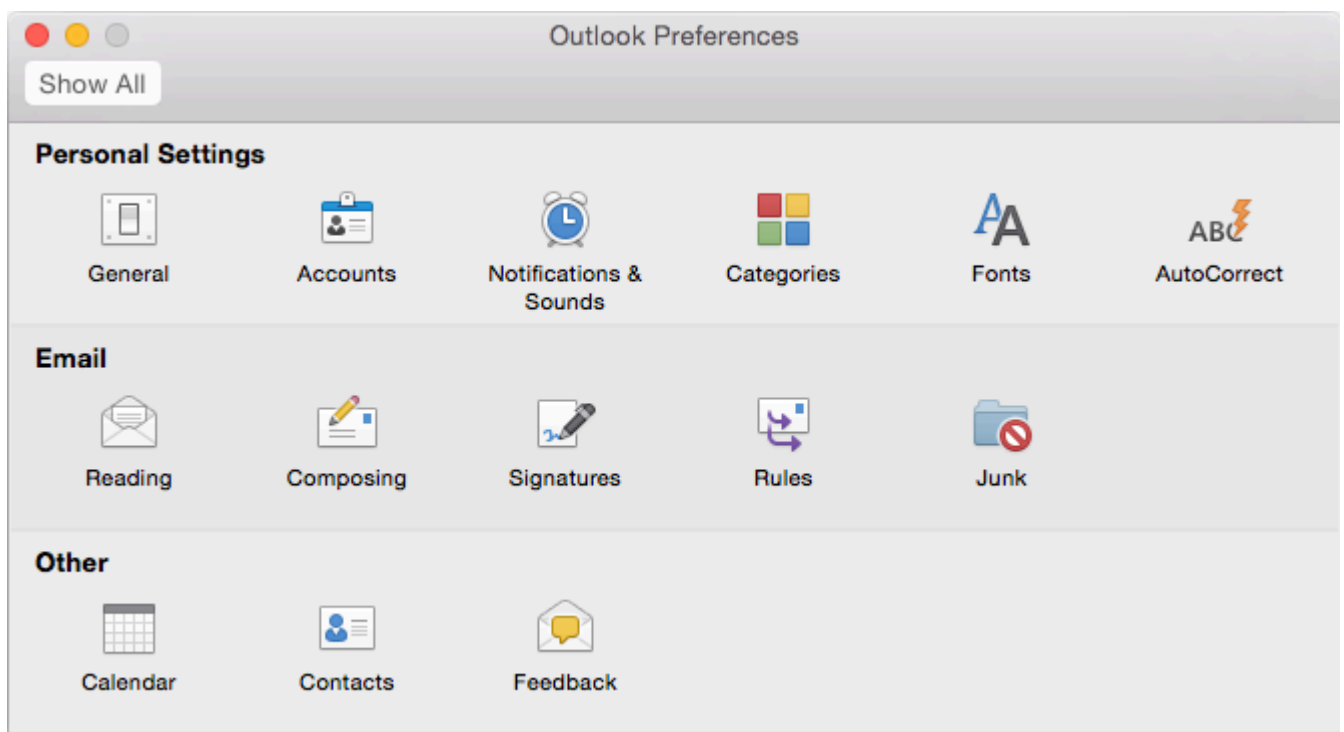 Outlook Preferences
Show All
Personal Settings
General
Accounts
Notifications &
Sounds
Categories
Fonts
ABC
AutoCorrect
Email
Reading
Composing
Signatures
Rules
Junk
Other
Calendar
Contacts
Feedback